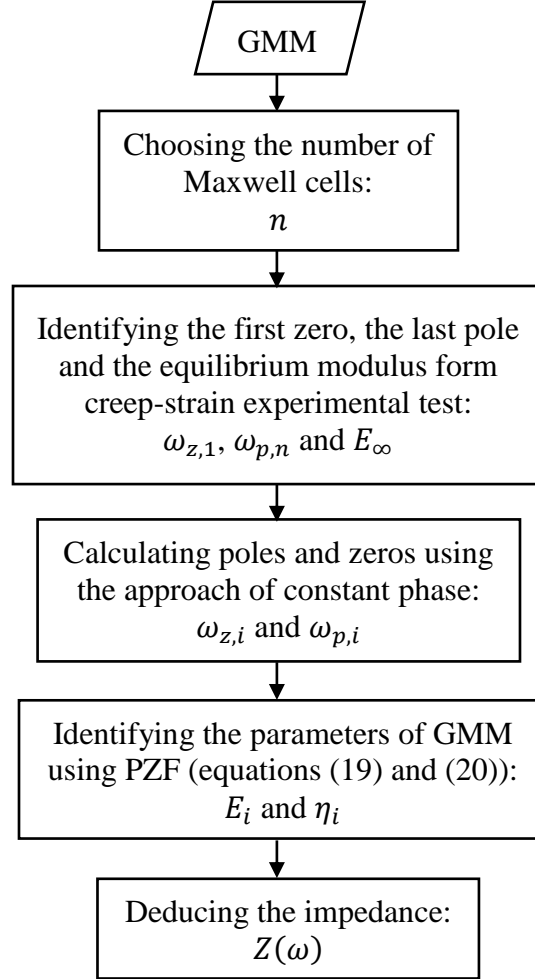 GMM
Choosing the number of
Maxwell cells:
𝑛
Identifying the first zero, the last pole
and the equilibrium modulus form
creep-strain experimental test:
𝜔𝑧,1, 𝜔𝑝,𝑛 and 𝐸∞
Calculating poles and zeros using
the approach of constant phase:
𝜔𝑧,𝑖 and 𝜔𝑝,𝑖
Identifying the parameters of GMM
using PZF (equations (19) and (20)):
𝐸𝑖 and 𝜂𝑖
Deducing the impedance:
𝑍(𝜔)